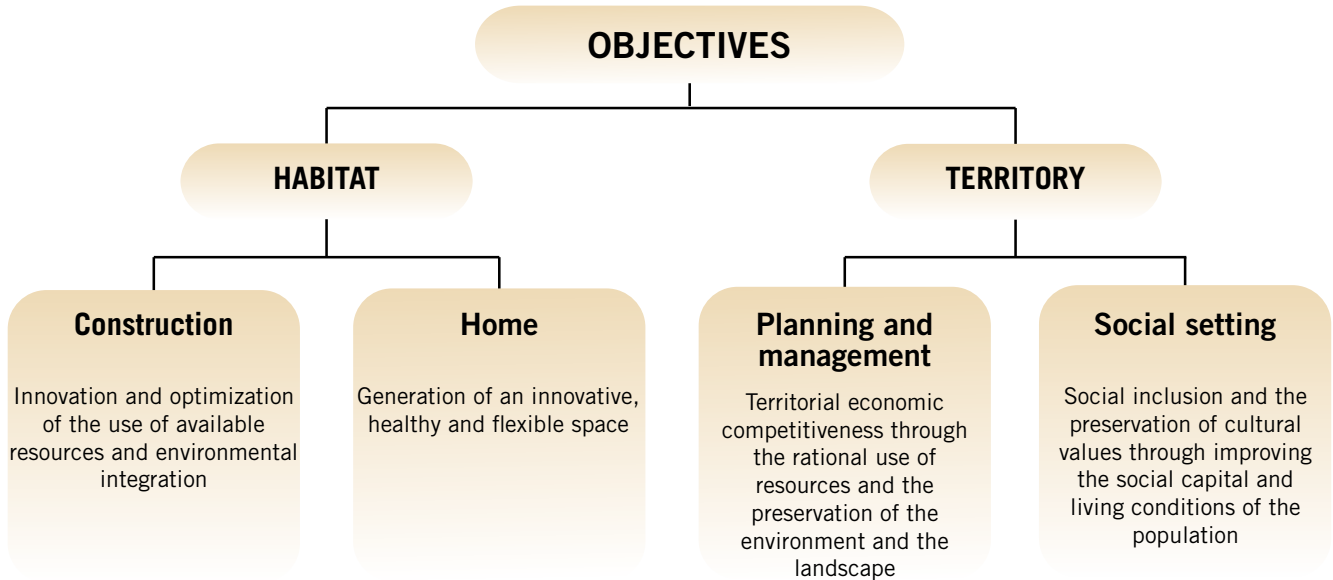 OBJECTIVES
HABITAT
TERRITORY
Construction
Innovation and optimization
of the use of available
resources and environmental
integration
Home
Generation of an innovative,
healthy and flexible space
Planning and
management
Territorial economic
competitiveness through
the rational use of
resources and the
preservation of the
environment and the
landscape
Social setting
Social inclusion and the
preservation of cultural
values through improving
the social capital and
living conditions of the
population